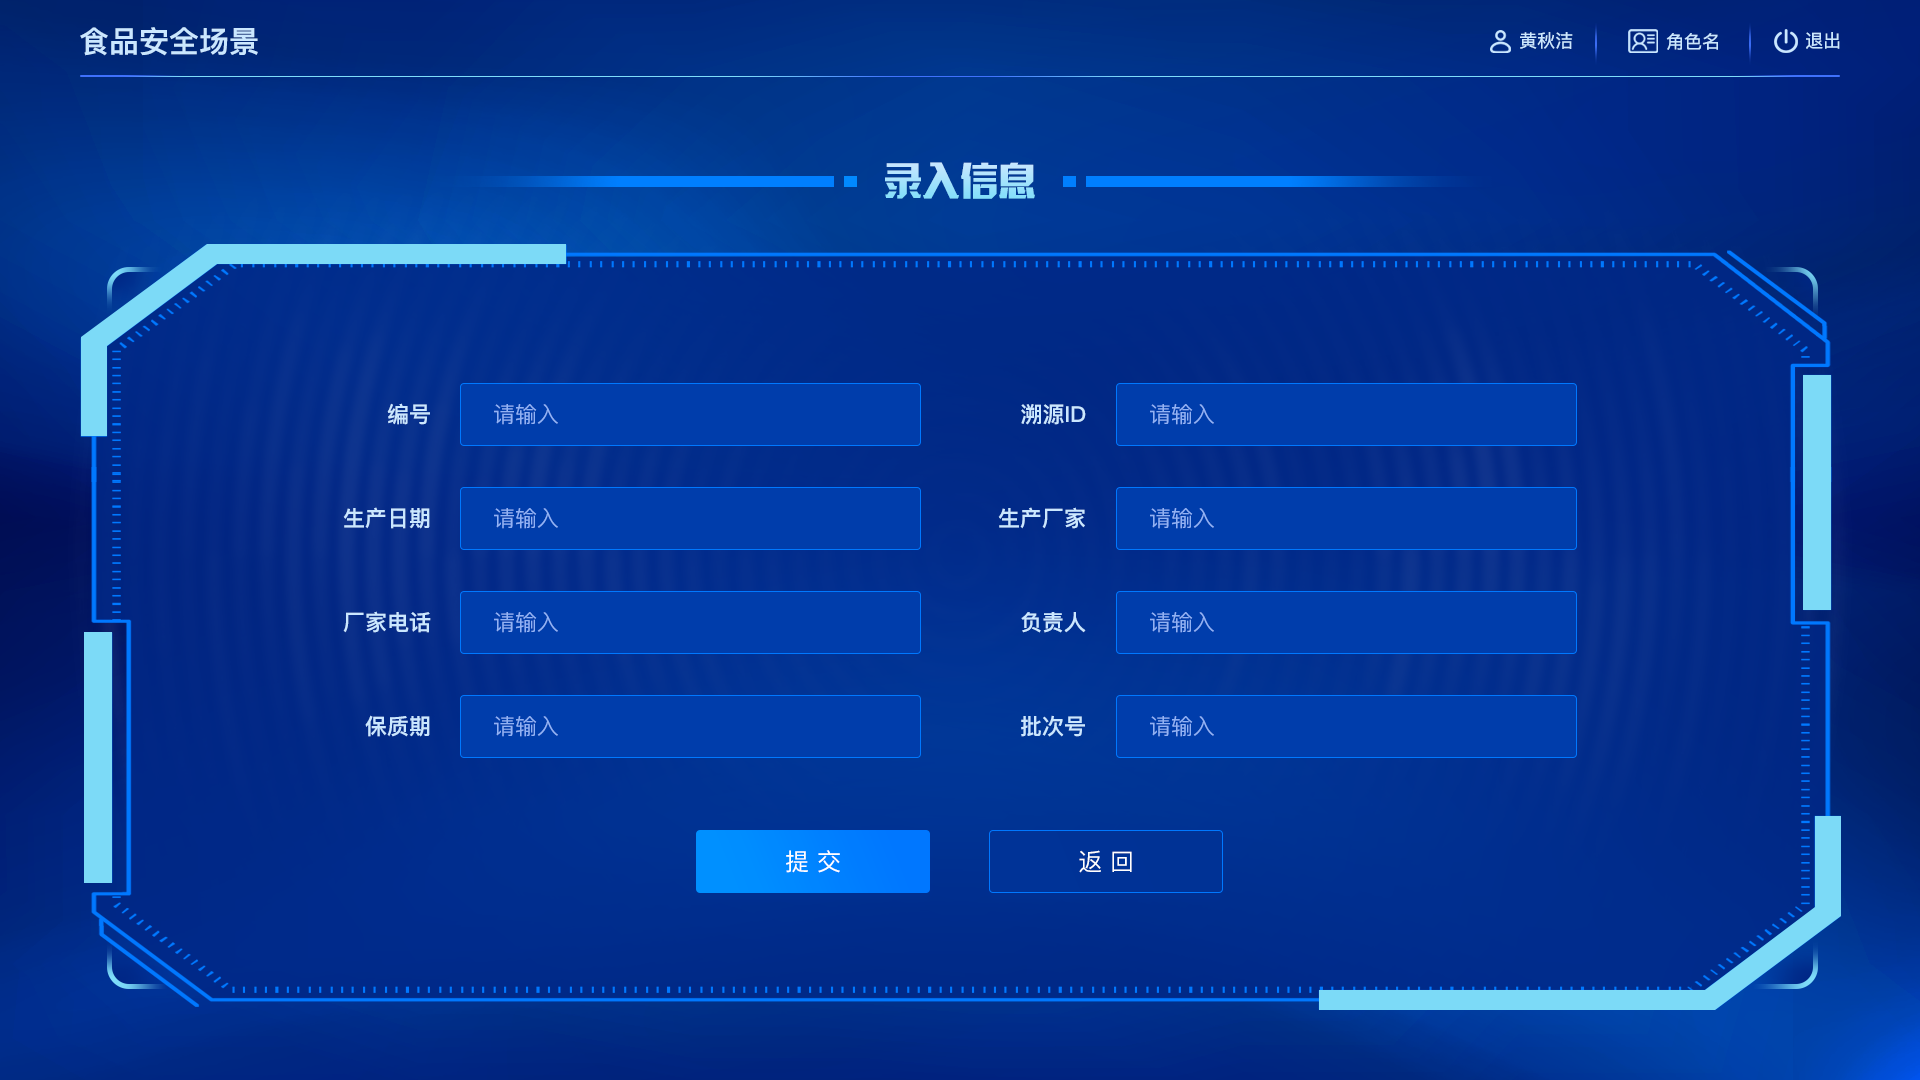 食品安全场景
黄秋洁
角色名
退出
录入信息
编号 请输入
溯源ID 请输入
生产日期 请输入
生产厂家 请输入
厂家电话 请输入
负责人 请输入
保质期 请输入
批次号 请输入
提 交
返 回